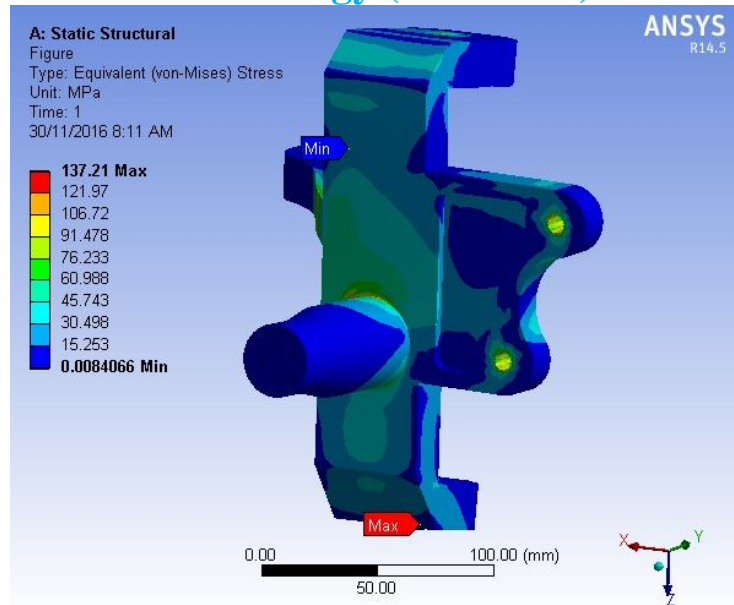 A: Static Structural
Figure
Type: Equivalent (von-Mises) Stress
Unit: MPa
Time: 1
30/11/2016 8:11 AM
ANSYS
R14.5
137.21 Max
121.97
106.72
91.478
76.233
60.988
45.743
30.498
15.253
0.0084066 Min
Min
Max
0.00
100.00 (mm)
50.00
X
Y
Z